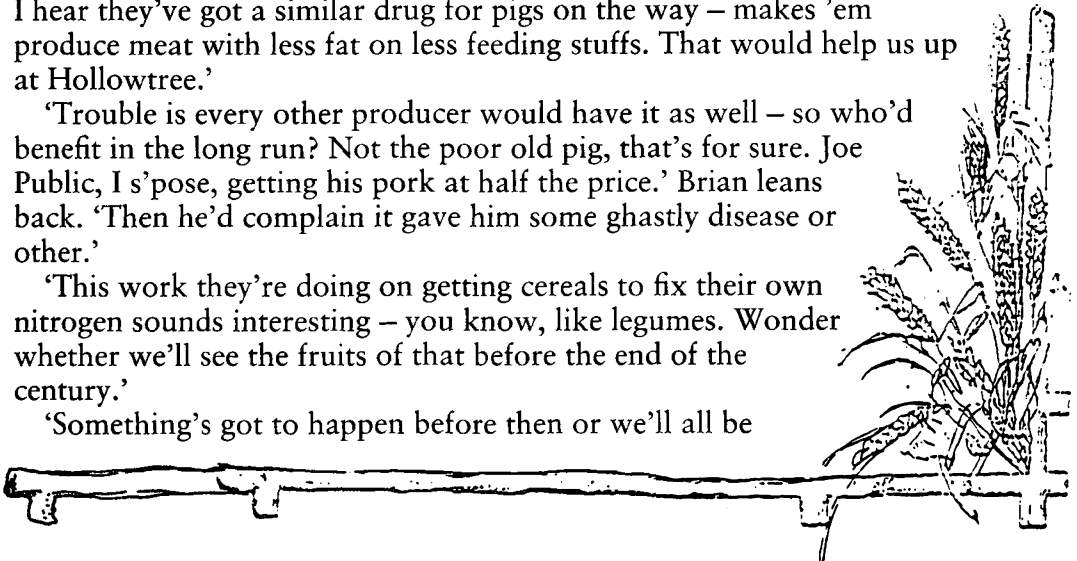 I hear they've got a similar drug for pigs on the way – makes 'em
produce meat with less fat on less feeding stuffs. That would help us up
at Hollowtree.’
‘Trouble is every other producer would have it as well – so who'd
benefit in the long run? Not the poor old pig, that's for sure. Joe
Public, I s'pose, getting his pork at half the price.’ Brian leans
back. ‘Then he'd complain it gave him some ghastly disease or
other.’
‘This work they're doing on getting cereals to fix their own
nitrogen sounds interesting – you know, like legumes. Wonder
whether we'll see the fruits of that before the end of the
century.’
‘Something's got to happen before then or we'll all be